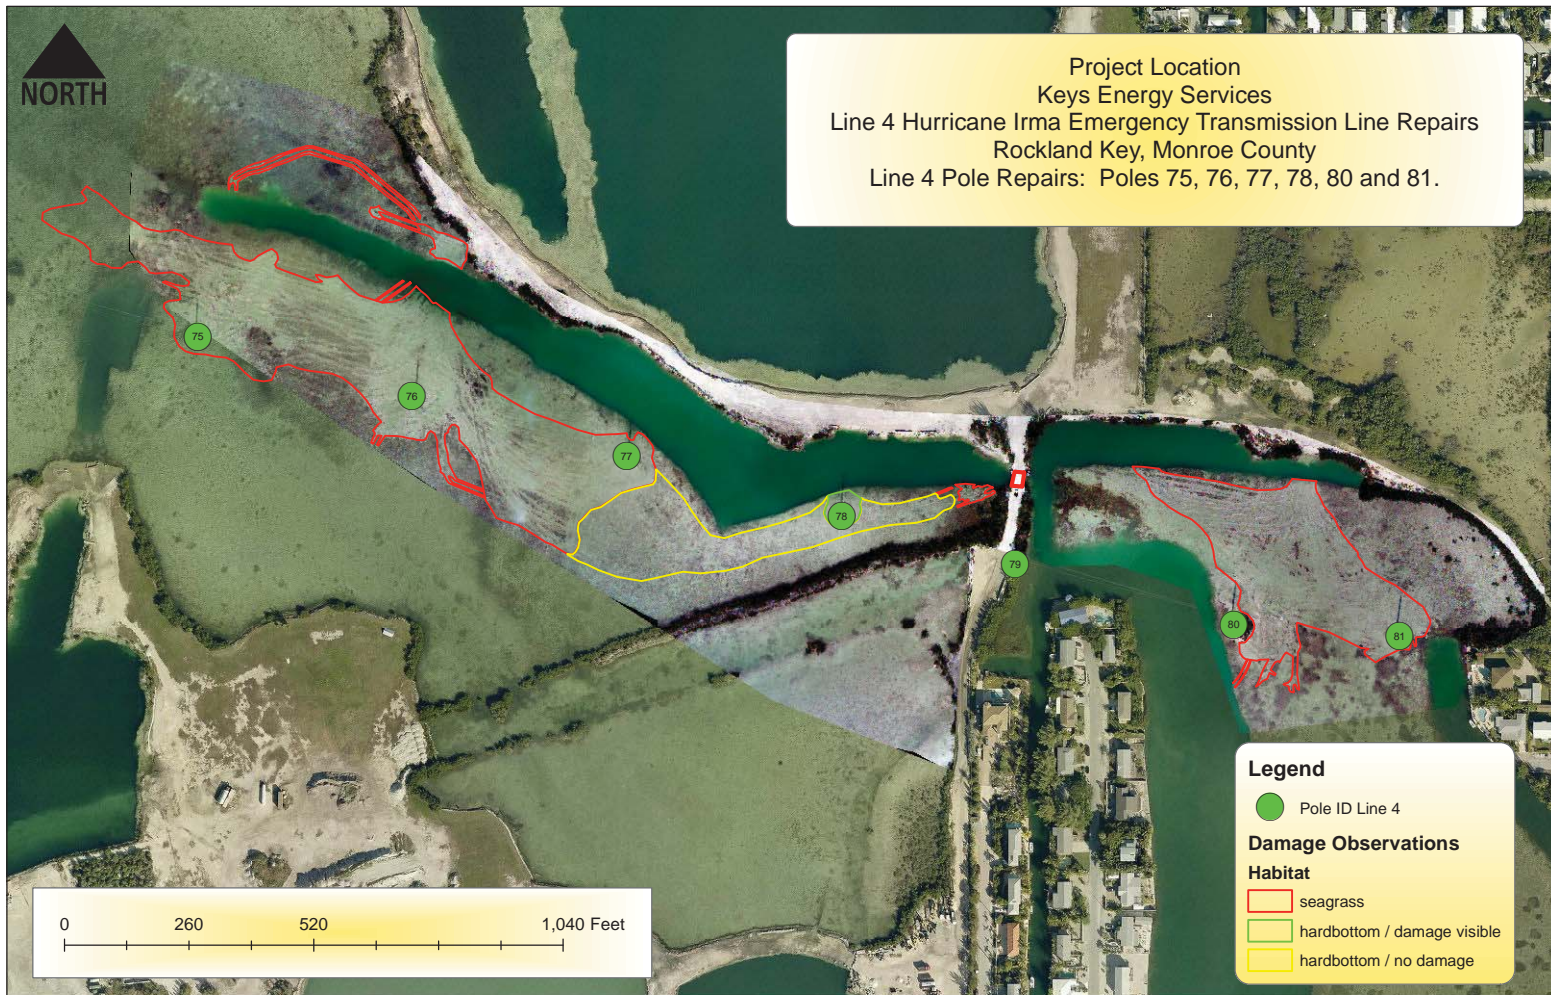 NORTH
Project Location
Keys Energy Services
Line 4 Hurricane Irma Emergency Transmission Line Repairs
Rockland Key, Monroe County
Line 4 Pole Repairs:  Poles 75, 76, 77, 78, 80 and 81.
75
76
77
78
79
80
81
Legend
Pole ID Line 4
Damage Observations
Habitat
seagrass
hardbottom / damage visible
hardbottom / no damage
0 260 520 1,040 Feet